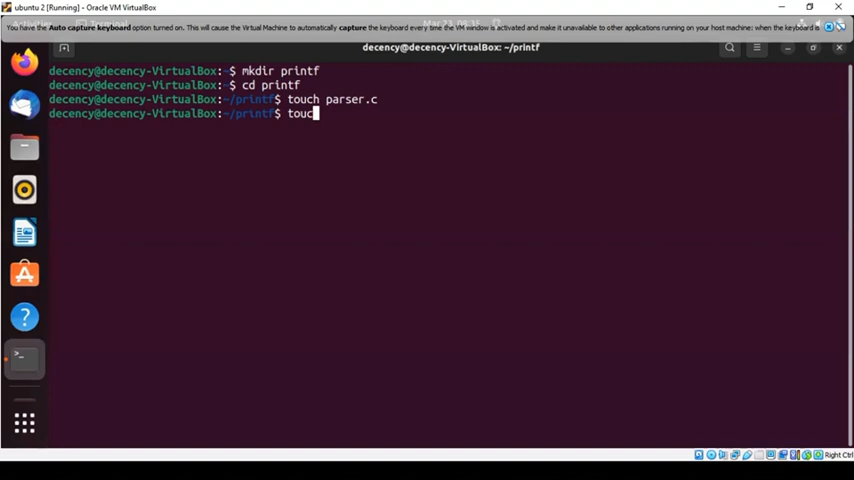 ubuntu 2 [Running] - Oracle VM VirtualBox
You have the Auto capture keyboard option turned on. This will cause the Virtual Machine to automatically capture the keyboard every time the VM window is activated and make it unavailable to other applications running on your host machine: when the keyboard is
decency@decency-VirtualBox: ~/printf
decency@decency-VirtualBox:~$ mkdir printf
decency@decency-VirtualBox:~$ cd printf
decency@decency-VirtualBox:~/printf$ touch parser.c
decency@decency-VirtualBox:~/printf$ touc
Right Ctrl